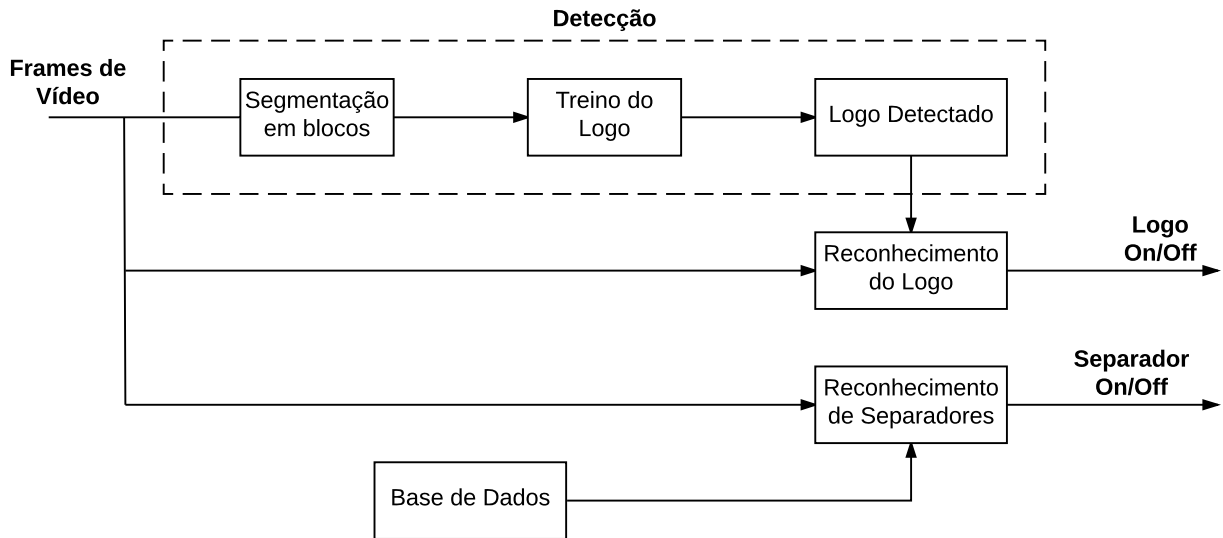 Detecção
Frames de
Vídeo
Segmentação
em blocos
Treino do
Logo
Logo Detectado
Reconhecimento
do Logo
Logo
On/Off
Reconhecimento
de Separadores
Separador
On/Off
Base de Dados